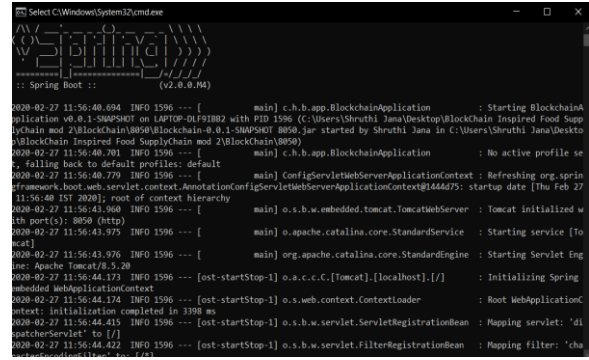 Select C:\Windows\System32\cmd.exe
:: Spring Boot ::        (v2.0.0.M4)
2020-02-27 11:56:40.694  INFO 1596 --- [           main] c.h.b.app.BlockchainApplication          : Starting BlockchainA
pplication v0.0.1-SNAPSHOT on LAPTOP-DLF9I8B2 with PID 1596 (C:\Users\Shruthi Jana\Desktop\BlockChain Inspired Food Supp
lyChain mod 2\BlockChain\8050\Blockchain-0.0.1-SNAPSHOT 8050.jar started by Shruthi Jana in C:\Users\Shruthi Jana\Deskto
p\BlockChain Inspired Food SupplyChain mod 2\BlockChain\8050)
2020-02-27 11:56:40.701  INFO 1596 --- [           main] c.h.b.app.BlockchainApplication          : No active profile se
t, falling back to default profiles: default
2020-02-27 11:56:40.779  INFO 1596 --- [           main] ConfigServletWebServerApplicationContext : Refreshing org.sprin
gframework.boot.web.servlet.context.AnnotationConfigServletWebServerApplicationContext@1444d75: startup date [Thu Feb 27
 11:56:40 IST 2020]; root of context hierarchy
2020-02-27 11:56:43.960  INFO 1596 --- [           main] o.s.b.w.embedded.tomcat.TomcatWebServer  : Tomcat initialized w
ith port(s): 8050 (http)
2020-02-27 11:56:43.975  INFO 1596 --- [           main] o.apache.catalina.core.StandardService   : Starting service [To
mcat]
2020-02-27 11:56:43.976  INFO 1596 --- [           main] org.apache.catalina.core.StandardEngine  : Starting Servlet Eng
ine: Apache Tomcat/8.5.20
2020-02-27 11:56:44.173  INFO 1596 --- [ost-startStop-1] o.a.c.c.C.[Tomcat].[localhost].[/]       : Initializing Spring
embedded WebApplicationContext
2020-02-27 11:56:44.174  INFO 1596 --- [ost-startStop-1] o.s.web.context.ContextLoader            : Root WebApplicationC
ontext: initialization completed in 3398 ms
2020-02-27 11:56:44.415  INFO 1596 --- [ost-startStop-1] o.s.b.w.servlet.ServletRegistrationBean  : Mapping servlet: 'di
spatcherServlet' to [/]
2020-02-27 11:56:44.422  INFO 1596 --- [ost-startStop-1] o.s.b.w.servlet.FilterRegistrationBean   : Mapping filter: 'cha
racterEncodingFilter' to: [/*]